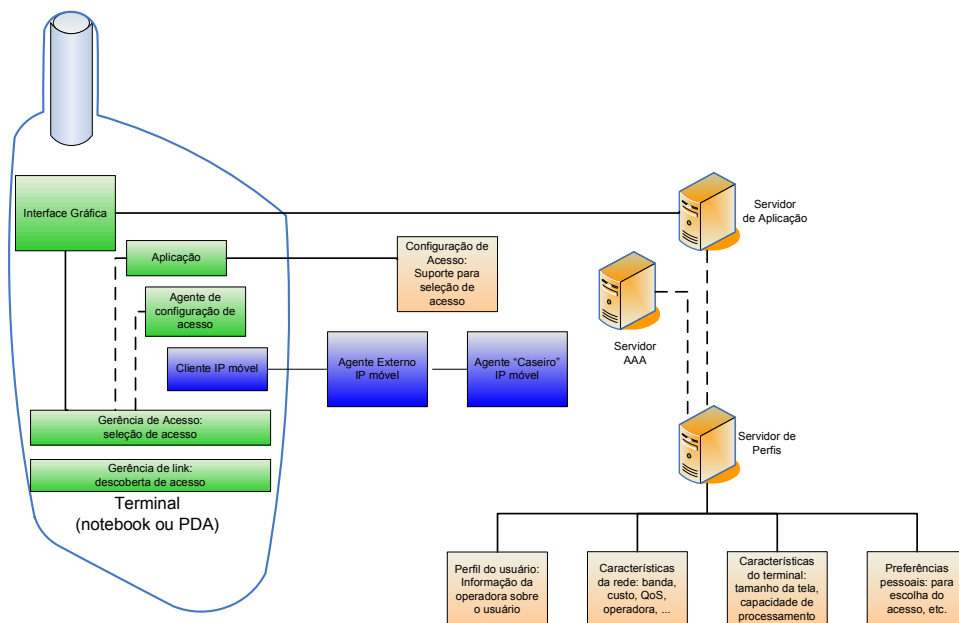 Interface Gráfica
Servidor
de Aplicação
Aplicação
Configuração de
Acesso:
Suporte para
seleção de
acesso
Agente de
configuração de
acesso
Servidor
AAA
Cliente IP móvel
Agente Externo
IP móvel
Agente “Caseiro”
IP móvel
Gerência de Acesso:
seleção de acesso
Servidor de
Perfis
Gerência de link:
descoberta de acesso
Terminal
(notebook ou PDA)
Perfil do usuário:
Informação da
operadora sobre
o usuário
Características
da rede: banda,
custo, QoS,
operadora, ...
Características
do terminal:
tamanho da tela,
capacidade de
processamento
Preferências
pessoais: para
escolha do
acesso, etc.